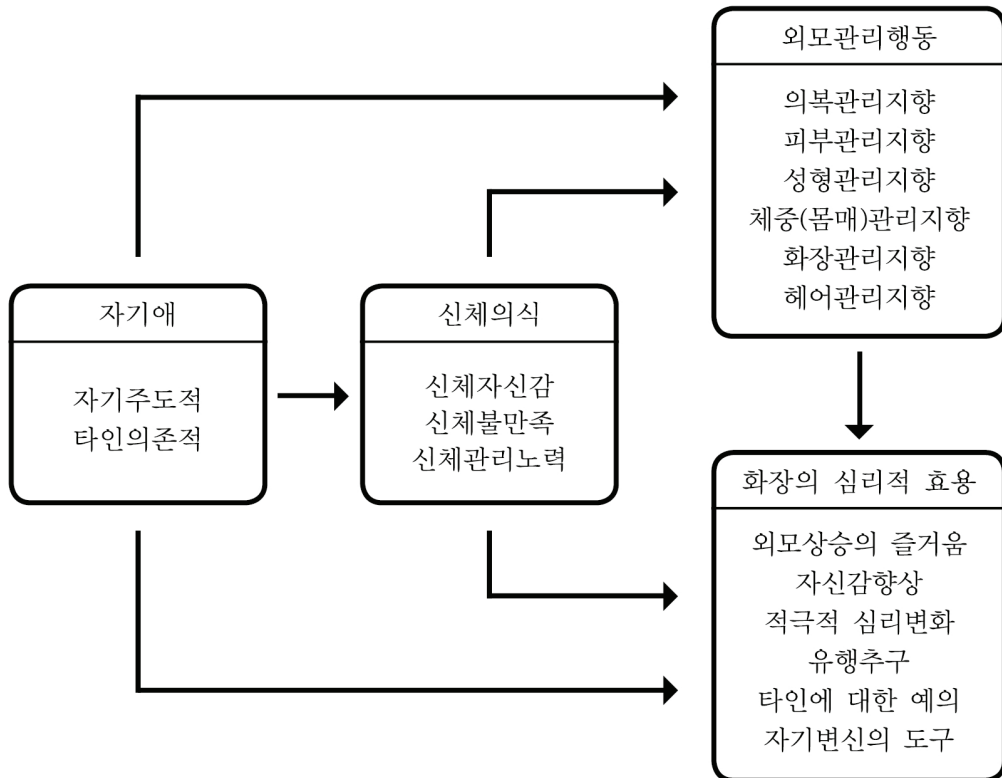 외모관리행동
의복관리지향
피부관리지향
성형관리지향
체중(몸매)관리지향
화장관리지향
헤어관리지향
자기애
자기주도적
타인의존적
신체의식
신체자신감
신체불만족
신체관리노력
화장의 심리적 효용
외모상승의 즐거움
자신감향상
적극적 심리변화
유행추구
타인에 대한 예의
자기변신의 도구